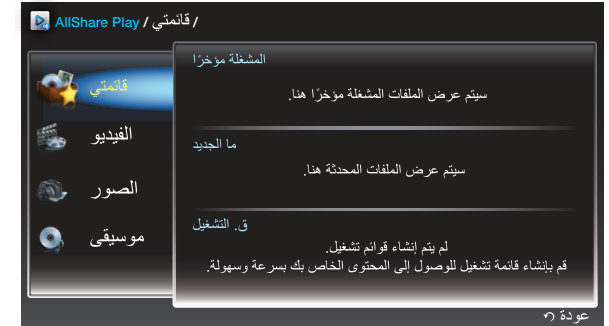 AllShare Play / قائمتي /
قائمتي
الفيديو
الصور
موسيقى
المشغلة مؤخرًا
سيتم عرض الملفات المشغلة مؤخرًا هنا.
ما الجديد
سيتم عرض الملفات المحدثة هنا.
ق. التشغيل
لم يتم إنشاء قوائم تشغيل.
قم بإنشاء قائمة تشغيل للوصول إلى المحتوى الخاص بك بسرعة وسهولة.
عودة